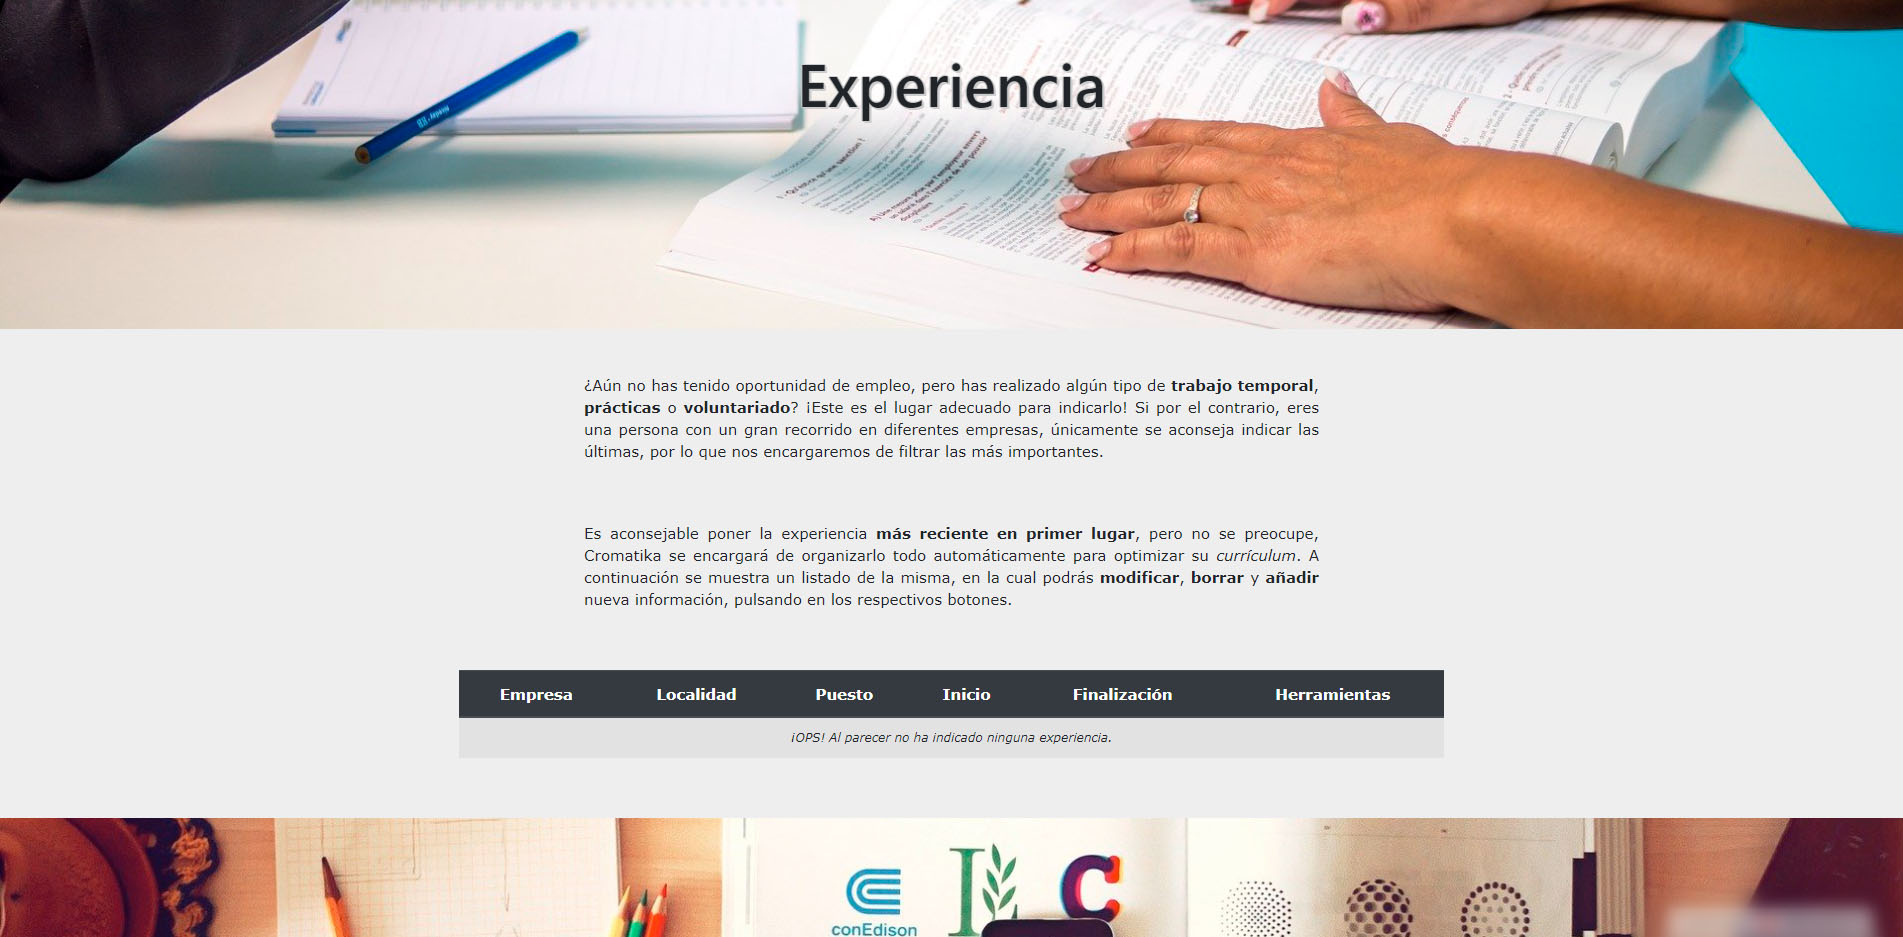 Experiencia
¿Aún no has tenido oportunidad de empleo, pero has realizado algún tipo de trabajo temporal,
prácticas o voluntariado? ¡Este es el lugar adecuado para indicarlo! Si por el contrario, eres
una persona con un gran recorrido en diferentes empresas, únicamente se aconseja indicar las
últimas, por lo que nos encargaremos de filtrar las más importantes.
Es aconsejable poner la experiencia más reciente en primer lugar, pero no se preocupe,
Cromatika se encargará de organizarlo todo automáticamente para optimizar su currículum. A
continuación se muestra un listado de la misma, en la cual podrás modificar, borrar y añadir
nueva información, pulsando en los respectivos botones.
Empresa Localidad Puesto Inicio Finalización Herramientas
¡OPS! Al parecer no ha indicado ninguna experiencia.
conEdison